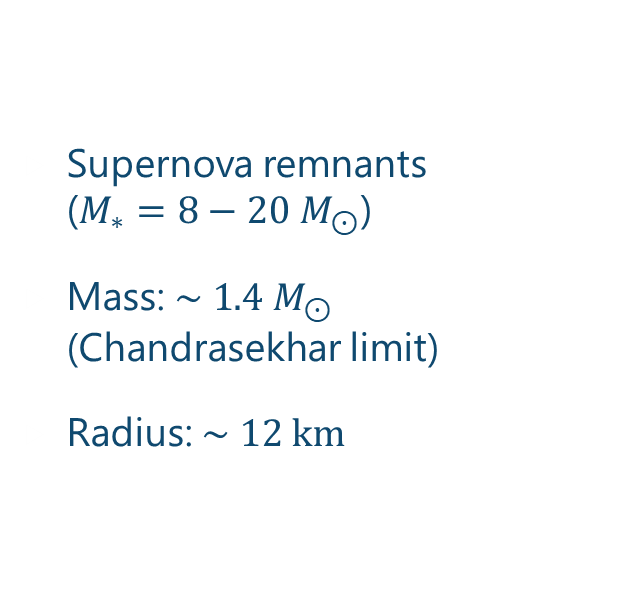 Supernova remnants
(M* = 8 − 20 M⊙)
Mass: ~ 1.4 M⊙
(Chandrasekhar limit)
Radius: ~ 12 km